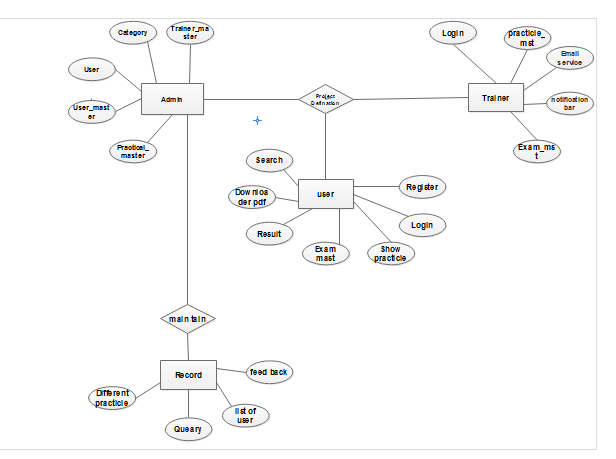 Category
Trainer_ma
ster
User
User_mast
er
Practical_
master
Admin
Project
Definition
Login
practicle_
mst
Email
service
notification
bar
Exam_ms
t
Trainer
Search
Downloa
der pdf
Result
Exam
mast
Show
practicle
Login
Register
user
maintain
Record
feed back
Different
practicle
list of
user
Queary